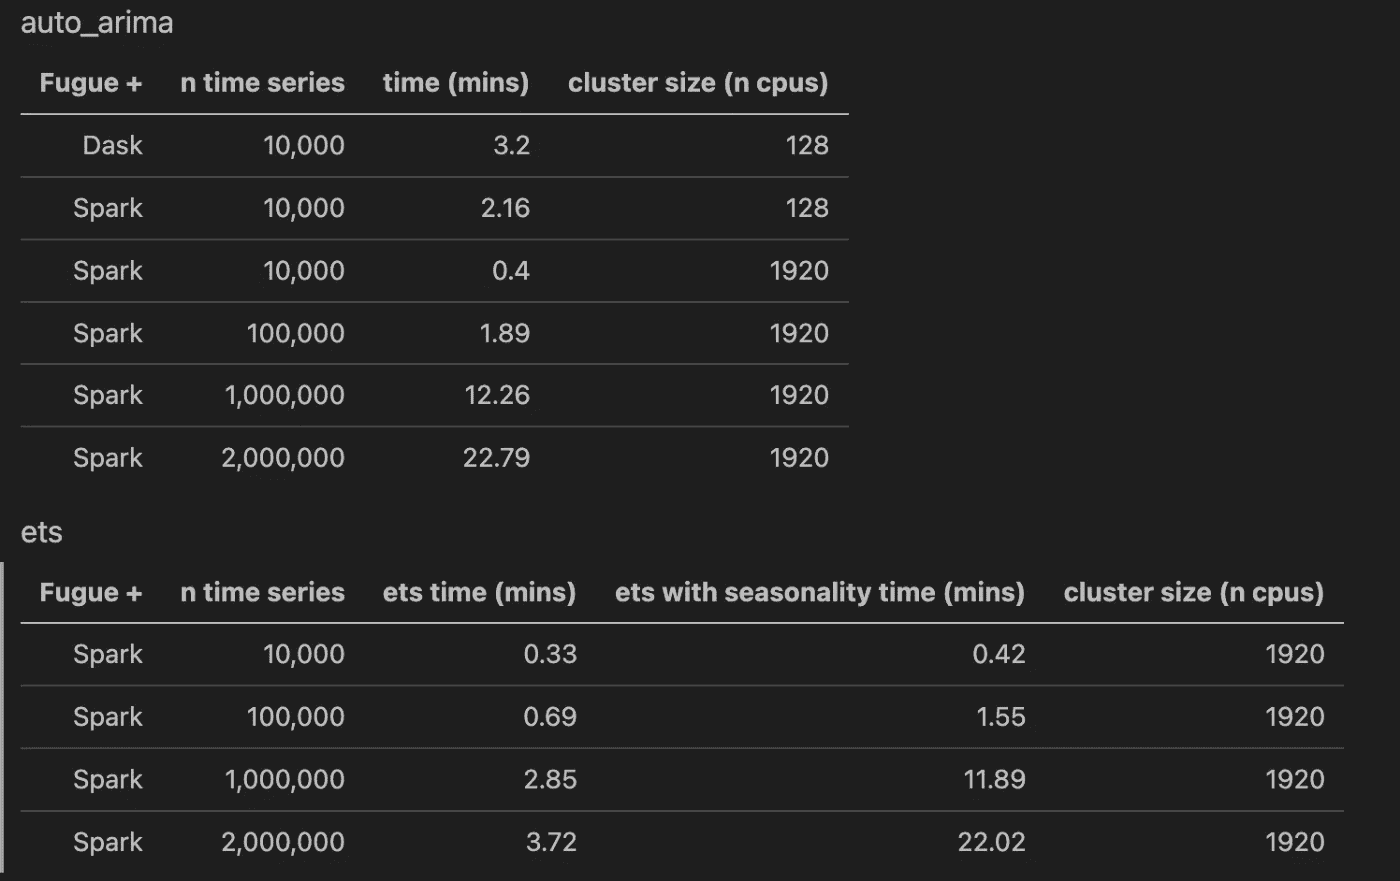 auto_arima
Fugue + n time series time (mins) cluster size (n cpus)
Dask 10,000 3.2 128
Spark 10,000 2.16 128
Spark 10,000 0.4 1920
Spark 100,000 1.89 1920
Spark 1,000,000 12.26 1920
Spark 2,000,000 22.79 1920
ets
Fugue + n time series ets time (mins) ets with seasonality time (mins) cluster size (n cpus)
Spark 10,000 0.33 0.42 1920
Spark 100,000 0.69 1.55 1920
Spark 1,000,000 2.85 11.89 1920
Spark 2,000,000 3.72 22.02 1920